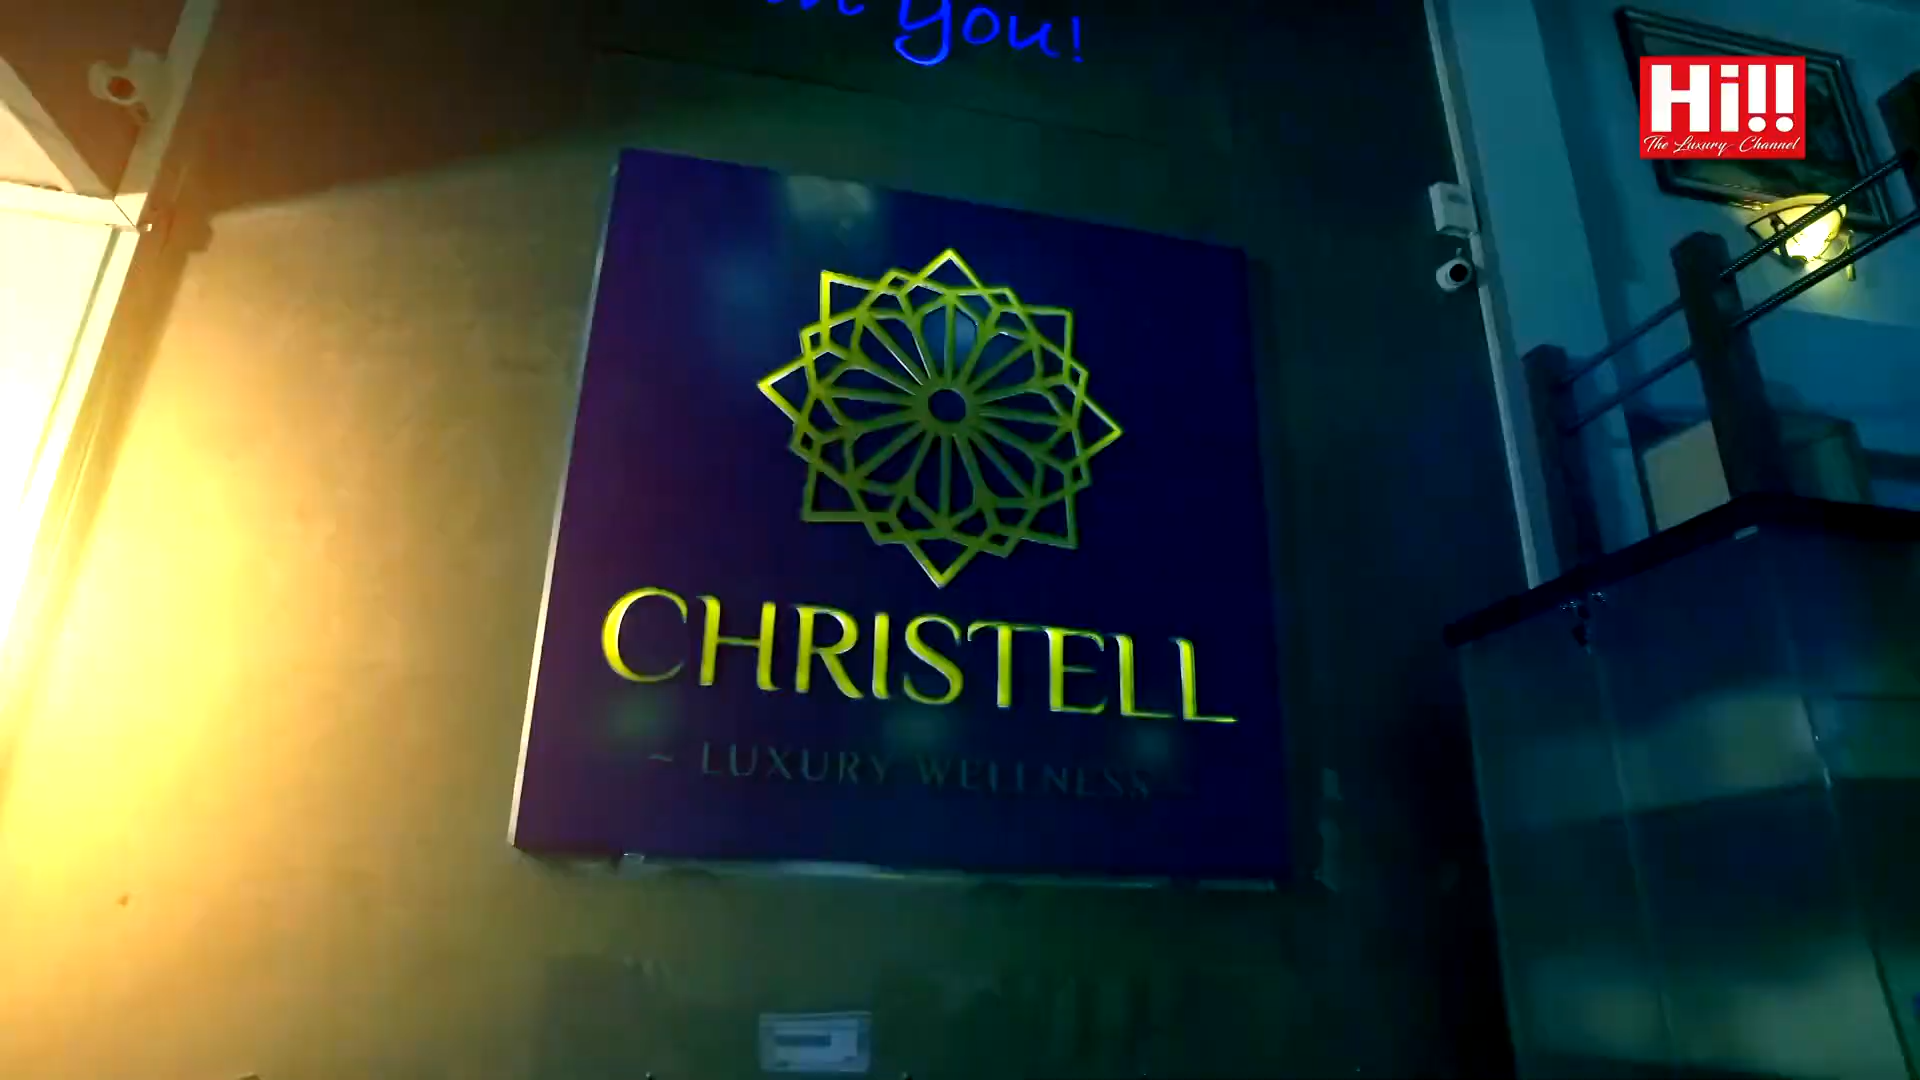 You!
Hi!!
The Luxury Channel
CHRISTELL
~ LUXURY WELLNESS ~